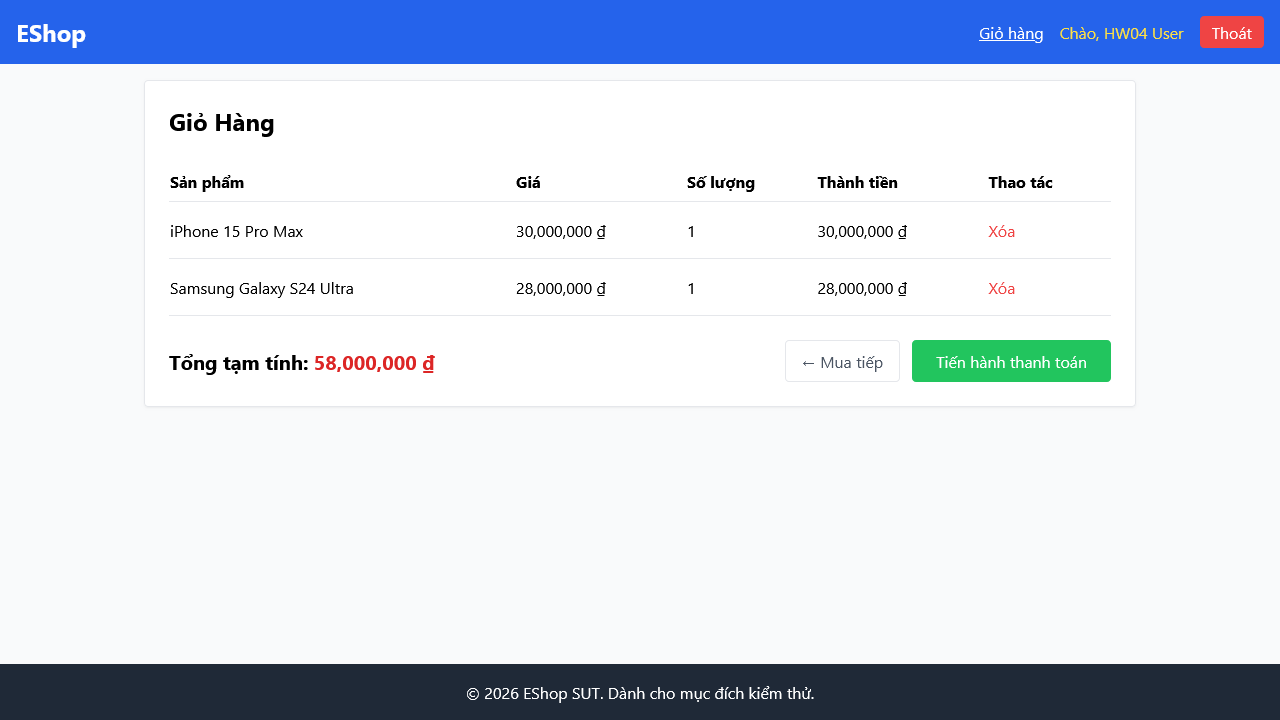 EShop
Giỏ hàng Chào, HW04 User Thoát
Giỏ Hàng
Sản phẩm Giá Số lượng Thành tiền Thao tác
iPhone 15 Pro Max 30,000,000 ₫ 1 30,000,000 ₫ Xóa
Samsung Galaxy S24 Ultra 28,000,000 ₫ 1 28,000,000 ₫ Xóa
Tổng tạm tính: 58,000,000 ₫
← Mua tiếp Tiến hành thanh toán
© 2026 EShop SUT. Dành cho mục đích kiểm thử.